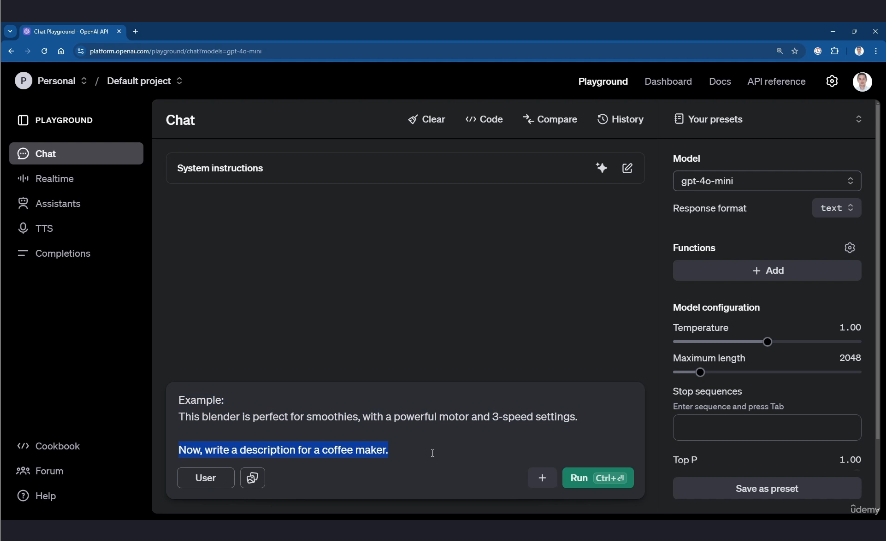 Chat Playground - OpenAI API
platform.openai.com/playground/chat?models=gpt-4o-mini
P Personal / Default project
Playground Dashboard Docs API reference
PLAYGROUND
Chat
Realtime
Assistants
TTS
Completions
Cookbook
Forum
Help
Chat
Clear Code Compare History
System instructions
Example:
This blender is perfect for smoothies, with a powerful motor and 3-speed settings.
Now, write a description for a coffee maker.
User
Run Ctrl+⏎
Your presets
Model
gpt-4o-mini
Response format text
Functions
+ Add
Model configuration
Temperature 1.00
Maximum length 2048
Stop sequences
Enter sequence and press Tab
Top P 1.00
Save as preset
ûdemy